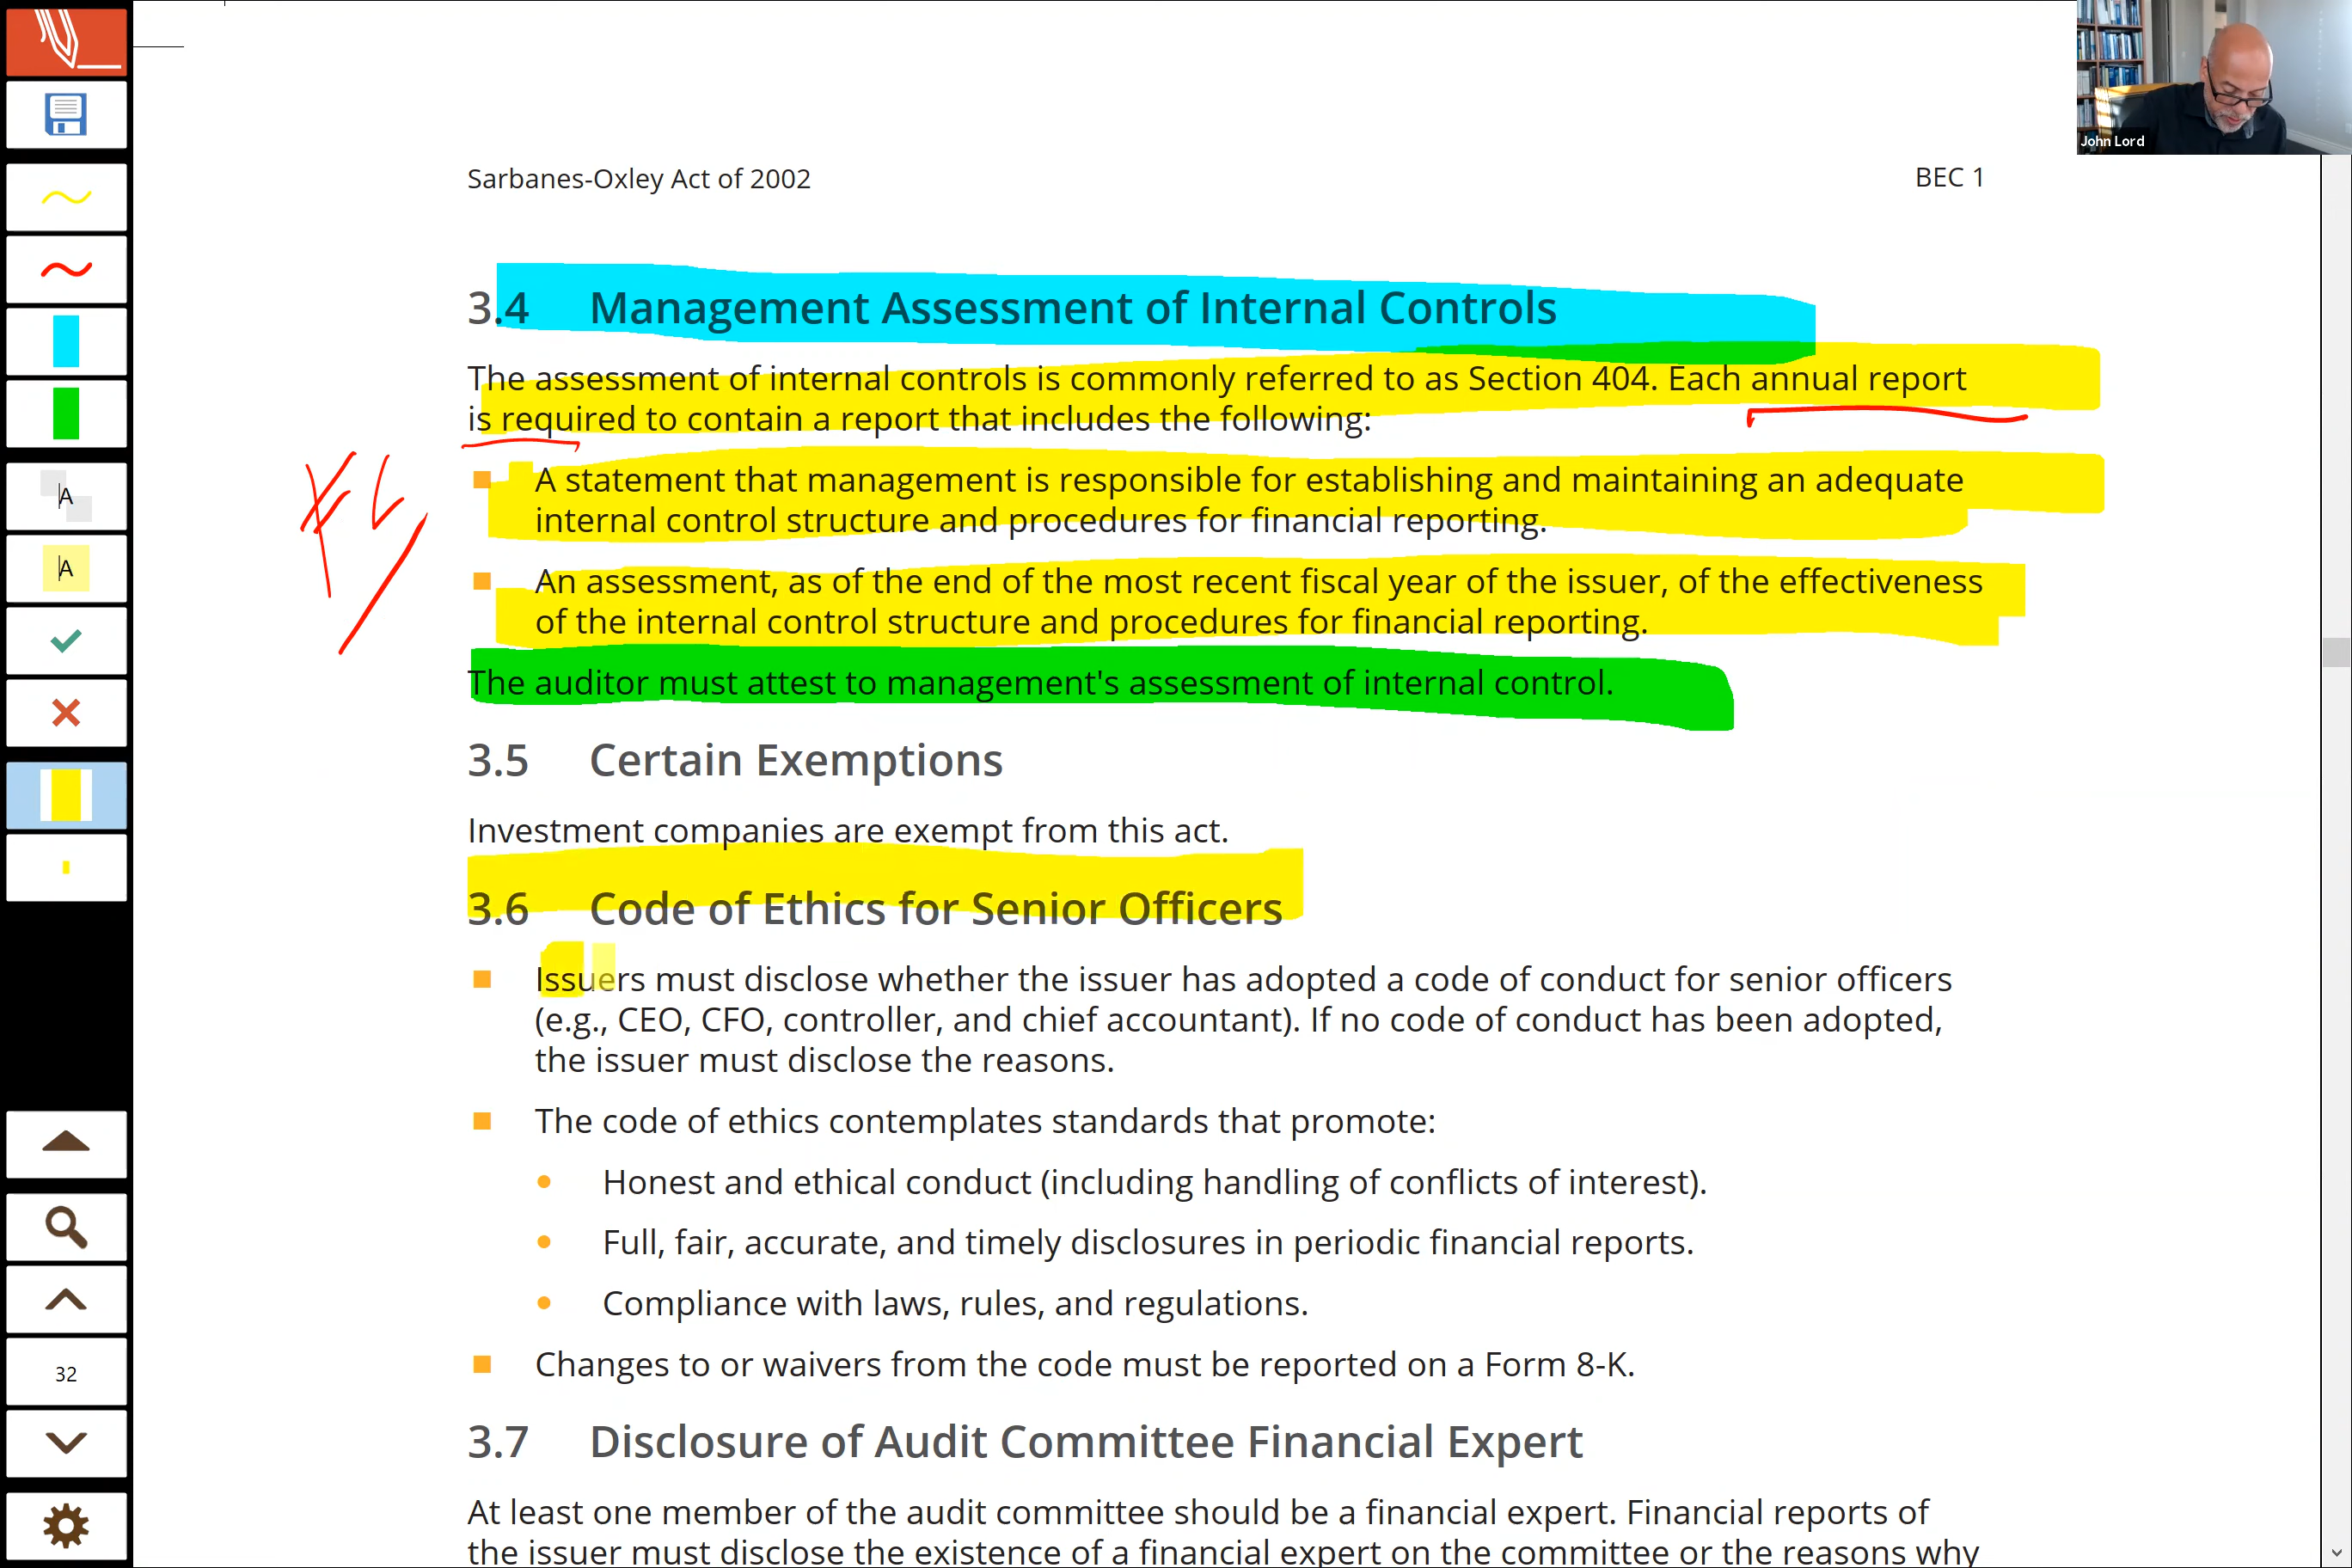 John Lord
Sarbanes-Oxley Act of 2002
BEC 1
3.4 Management Assessment of Internal Controls
The assessment of internal controls is commonly referred to as Section 404. Each annual report
is required to contain a report that includes the following:
A statement that management is responsible for establishing and maintaining an adequate
internal control structure and procedures for financial reporting.
An assessment, as of the end of the most recent fiscal year of the issuer, of the effectiveness
of the internal control structure and procedures for financial reporting.
The auditor must attest to management's assessment of internal control.
3.5 Certain Exemptions
Investment companies are exempt from this act.
3.6 Code of Ethics for Senior Officers
Issuers must disclose whether the issuer has adopted a code of conduct for senior officers
(e.g., CEO, CFO, controller, and chief accountant). If no code of conduct has been adopted,
the issuer must disclose the reasons.
The code of ethics contemplates standards that promote:
Honest and ethical conduct (including handling of conflicts of interest).
Full, fair, accurate, and timely disclosures in periodic financial reports.
Compliance with laws, rules, and regulations.
Changes to or waivers from the code must be reported on a Form 8-K.
3.7 Disclosure of Audit Committee Financial Expert
At least one member of the audit committee should be a financial expert. Financial reports of
the issuer must disclose the existence of a financial expert on the committee or the reasons why
A
A
32